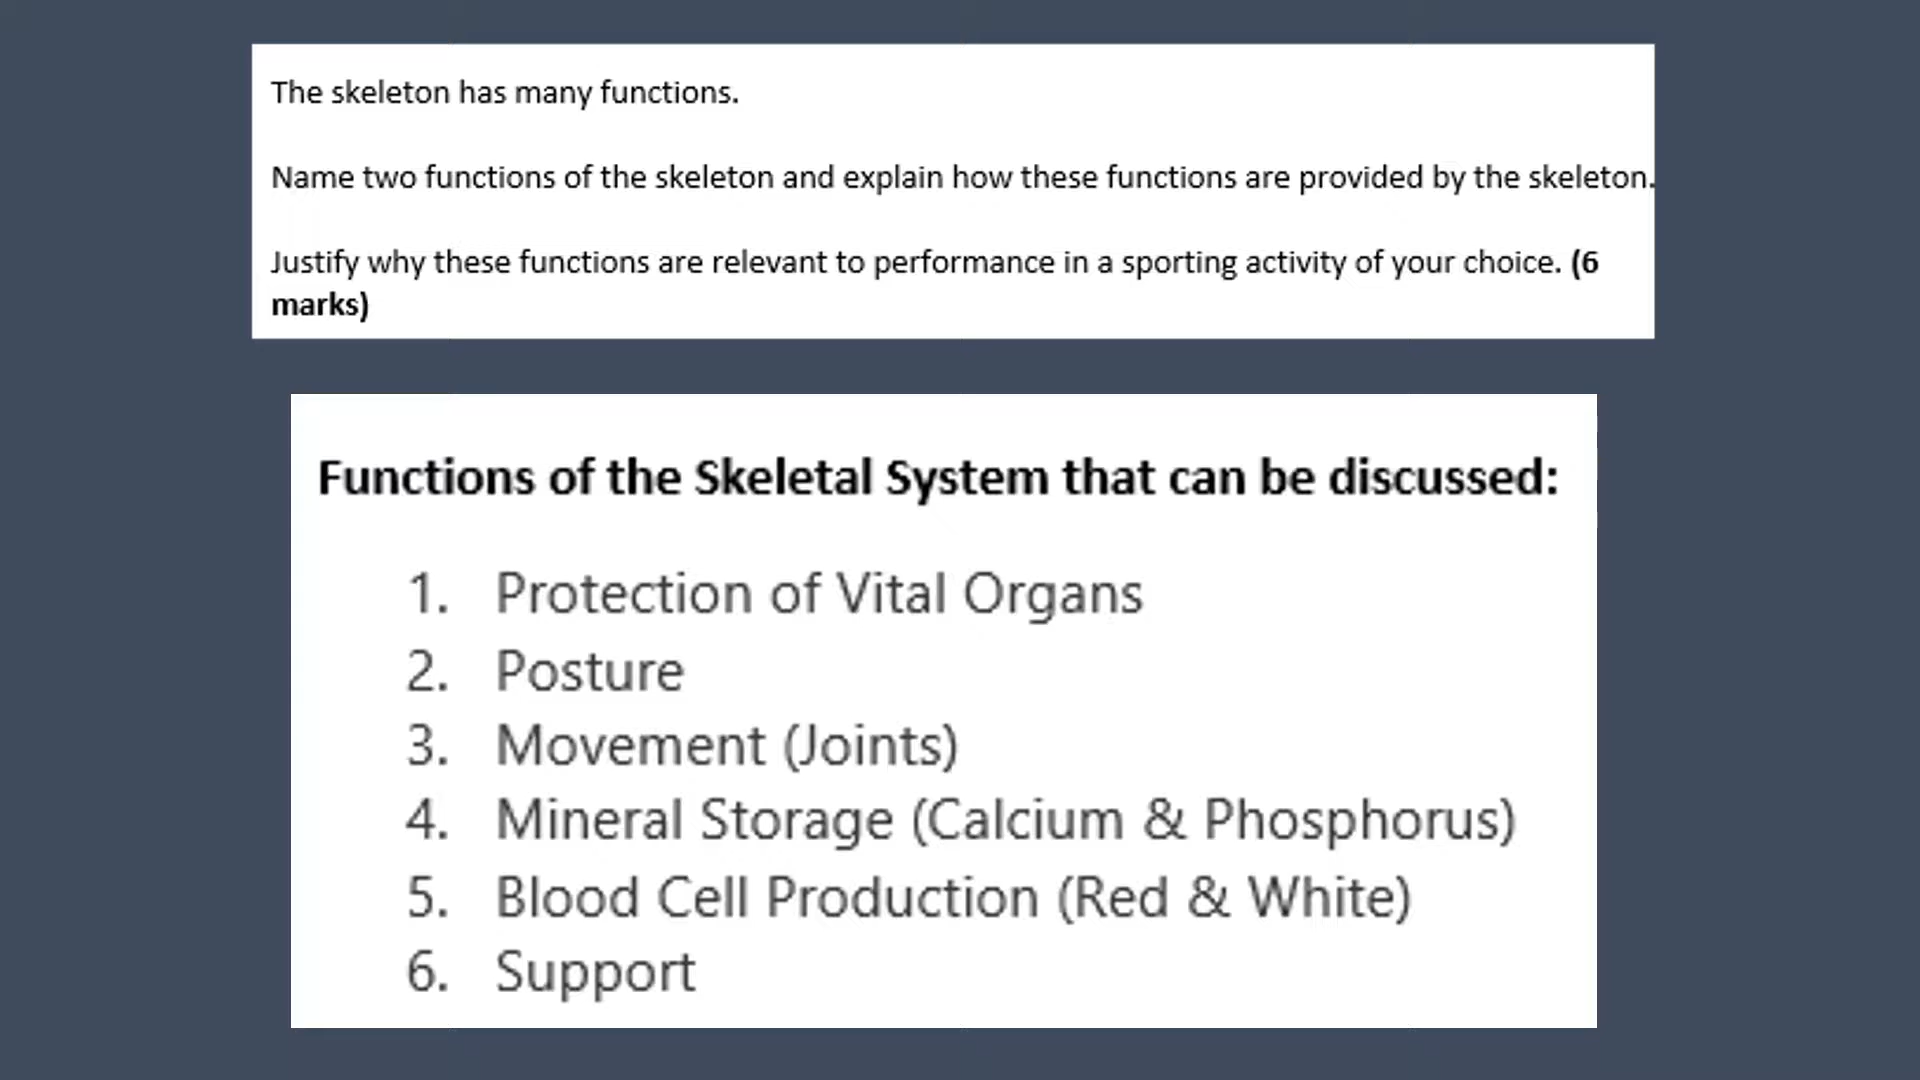 The skeleton has many functions.
Name two functions of the skeleton and explain how these functions are provided by the skeleton.
Justify why these functions are relevant to performance in a sporting activity of your choice. (6
marks)
Functions of the Skeletal System that can be discussed:
1. Protection of Vital Organs
2. Posture
3. Movement (Joints)
4. Mineral Storage (Calcium & Phosphorus)
5. Blood Cell Production (Red & White)
6. Support